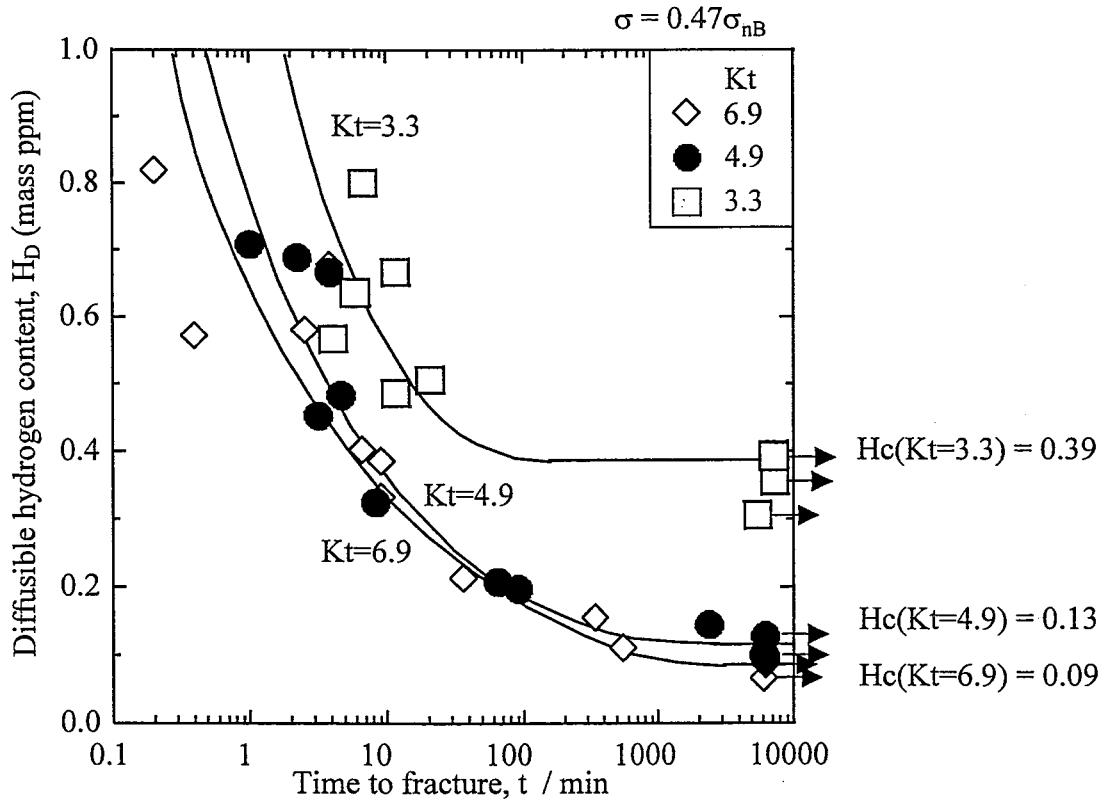 σ = 0.47σnB
1.0
0.8
0.6
0.4
0.2
0.0
Diffusible hydrogen content, HD (mass ppm)
Kt
6.9
4.9
3.3
Kt=3.3
Kt=4.9
Kt=6.9
Hc(Kt=3.3) = 0.39
Hc(Kt=4.9) = 0.13
Hc(Kt=6.9) = 0.09
0.1 1 10 100 1000 10000
Time to fracture, t / min